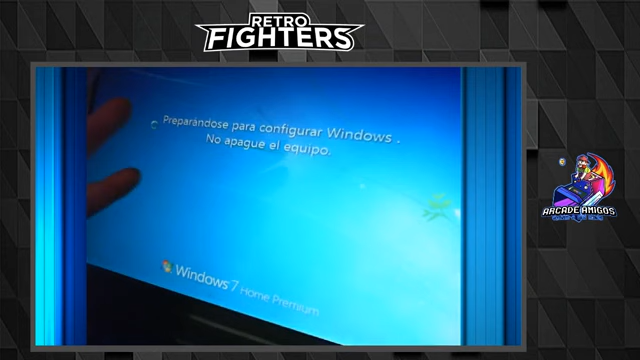 RETRO
FIGHTERS
Preparándose para configurar Windows.
No apague el equipo.
ARCADE AMIGOS
Windows 7 Home Premium